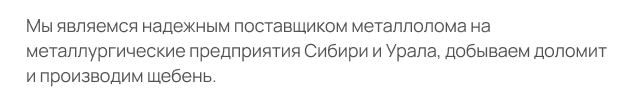 Мы являемся надежным поставщиком металлолома на
металлургические предприятия Сибири и Урала, добываем доломит
и производим щебень.